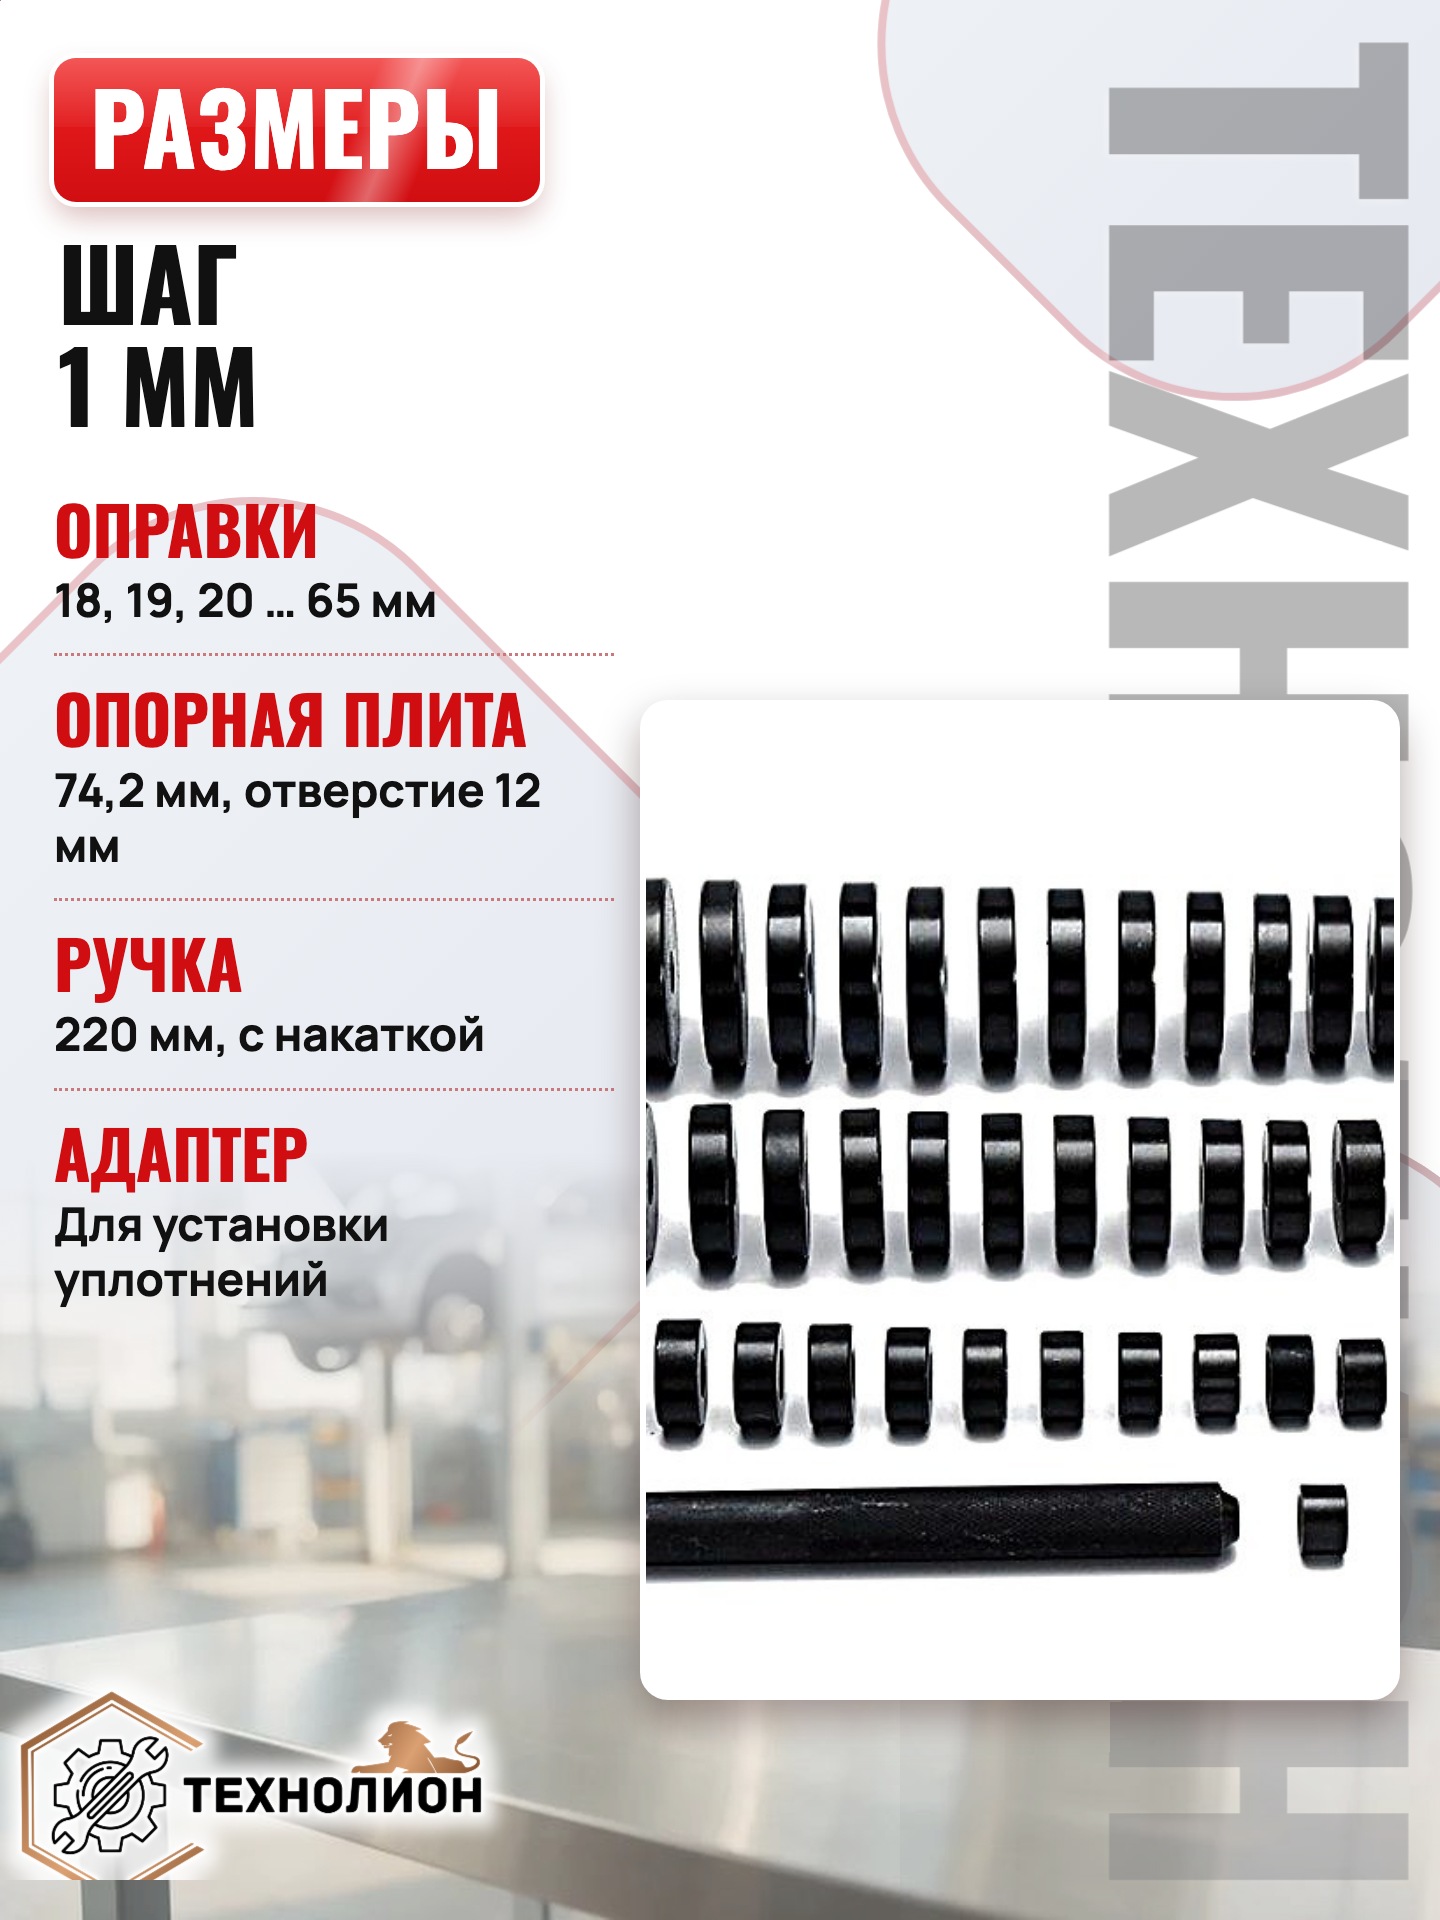 РАЗМЕРЫ
ШАГ
1 ММ
ОПРАВКИ
18, 19, 20 ... 65 мм
ОПОРНАЯ ПЛИТА
74,2 мм, отверстие 12
мм
РУЧКА
220 мм, с накаткой
АДАПТЕР
Для установки
уплотнений
ТЕХНОЛИОН